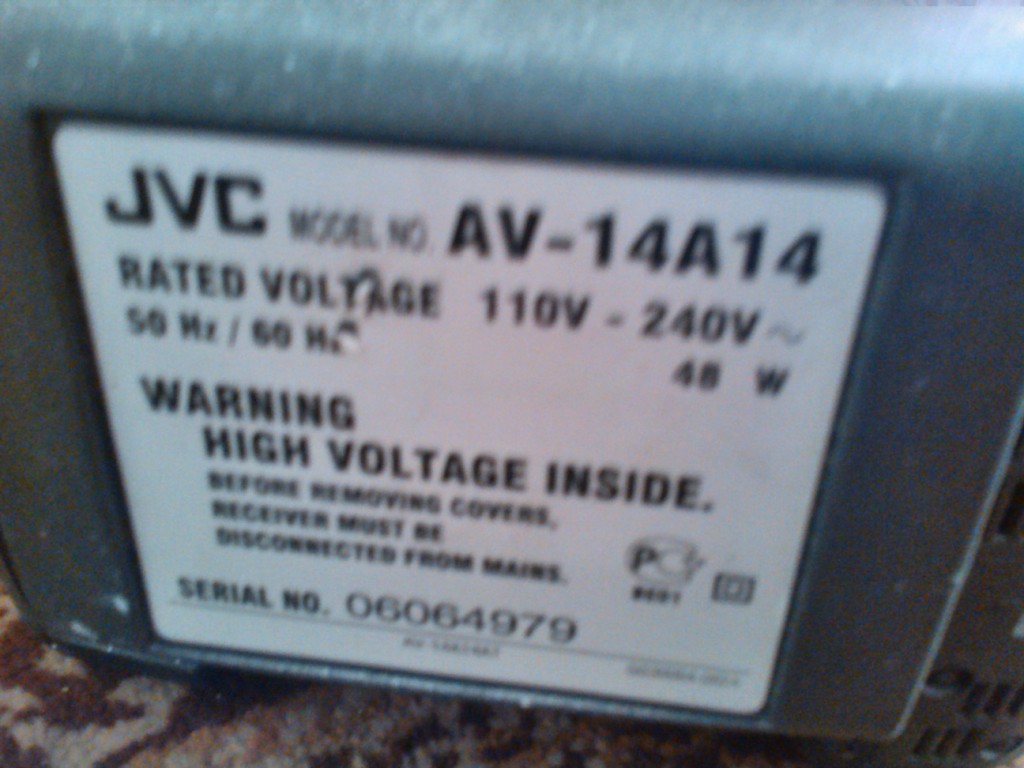 JVC MODEL NO. AV-14A14
RATED VOLTAGE 110V - 240V ~
50 Hz / 60 Hz
48 W
WARNING
HIGH VOLTAGE INSIDE.
BEFORE REMOVING COVERS,
RECEIVER MUST BE
DISCONNECTED FROM MAINS.
SERIAL NO. 06064979